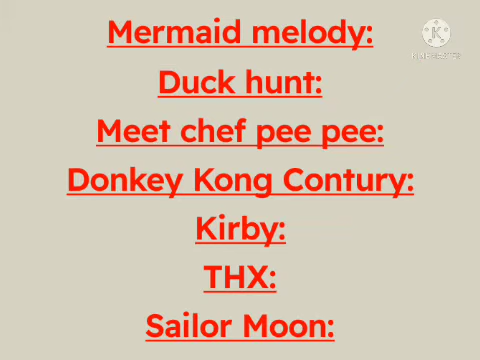 Mermaid melody:
Duck hunt:
Meet chef pee pee:
Donkey Kong Contury:
Kirby:
THX:
Sailor Moon: